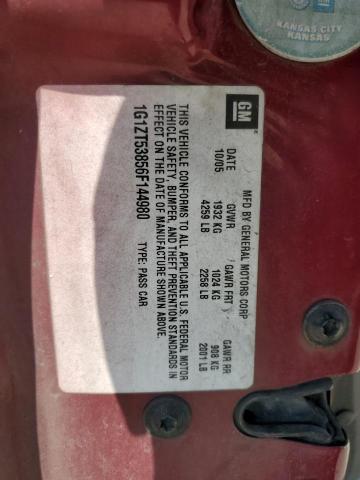 KANSAS CITY
KANSAS
GM
MFD BY GENERAL MOTORS CORP
DATE GVWR GAWR FRT GAWR RR
10/05 1932 KG 1024 KG 908 KG
4259 LB 2258 LB 2001 LB
THIS VEHICLE CONFORMS TO ALL APPLICABLE U.S. FEDERAL MOTOR
VEHICLE SAFETY, BUMPER, AND THEFT PREVENTION STANDARDS IN
EFFECT ON THE DATE OF MANUFACTURE SHOWN ABOVE.
1G1ZT53856F144980 TYPE: PASS CAR